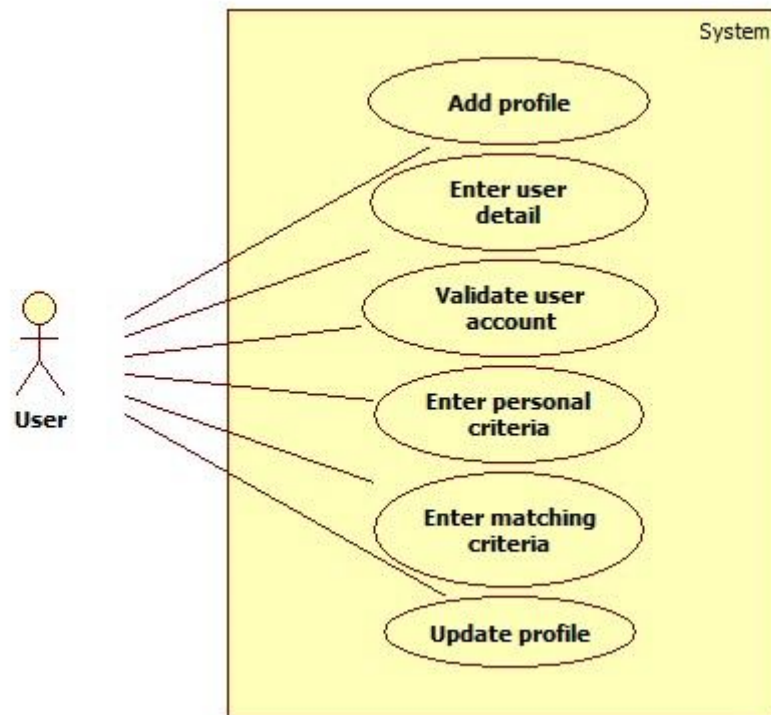 System
Add profile
Enter user
detail
Validate user
account
Enter personal
criteria
User
Enter matching
criteria
Update profile